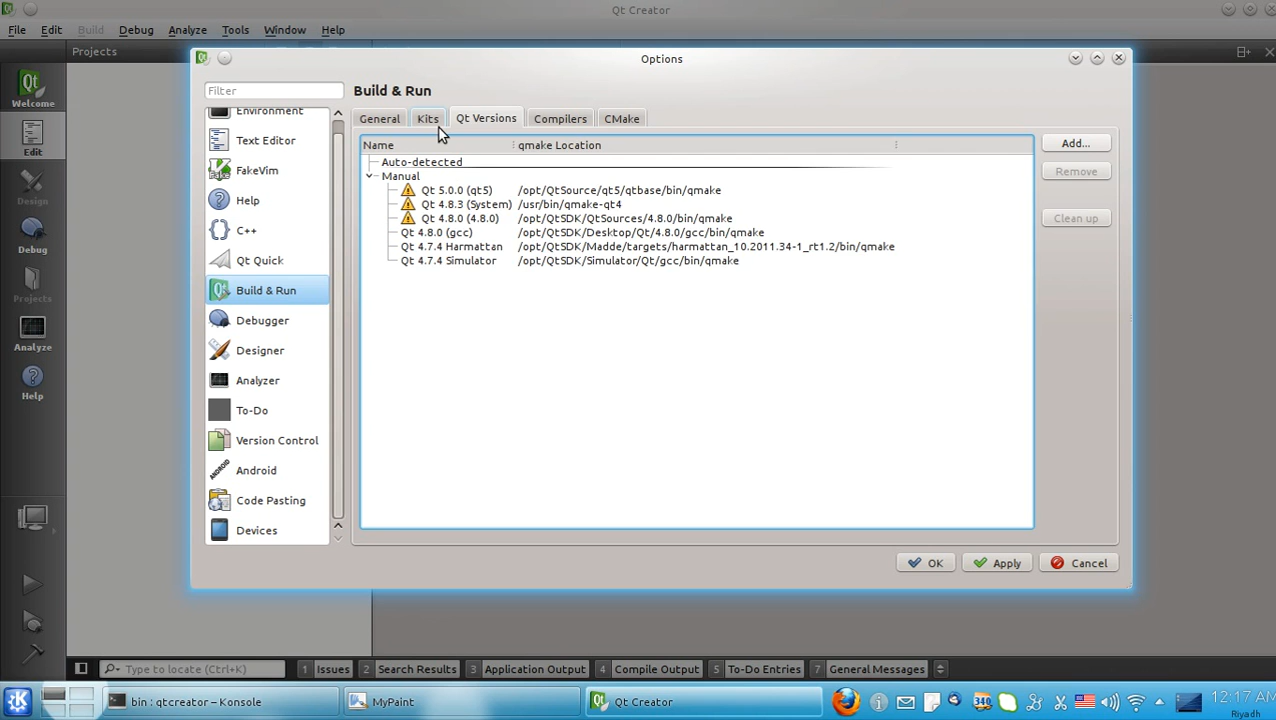 Qt Creator
File Edit Build Debug Analyze Tools Window Help
Projects
Options
Filter
Build & Run
Welcome
Edit
Design
Debug
Projects
Analyze
Help
Environment
Text Editor
FakeVim
Help
C++
Qt Quick
Build & Run
Debugger
Designer
Analyzer
To-Do
Version Control
Android
Code Pasting
Devices
General Kits Qt Versions Compilers CMake
Name qmake Location
Auto-detected
Manual
Qt 5.0.0 (qt5) /opt/QtSource/qt5/qtbase/bin/qmake
Qt 4.8.3 (System) /usr/bin/qmake-qt4
Qt 4.8.0 (4.8.0) /opt/QtSDK/QtSources/4.8.0/bin/qmake
Qt 4.8.0 (gcc) /opt/QtSDK/Desktop/Qt/4.8.0/gcc/bin/qmake
Qt 4.7.4 Harmattan /opt/QtSDK/Madde/targets/harmattan_10.2011.34-1_rt1.2/bin/qmake
Qt 4.7.4 Simulator /opt/QtSDK/Simulator/Qt/gcc/bin/qmake
Add...
Remove
Clean up
OK Apply Cancel
Type to locate (Ctrl+K) 1 Issues 2 Search Results 3 Application Output 4 Compile Output 5 To-Do Entries 7 General Messages
bin : qtcreator – Konsole MyPaint Qt Creator 340 12:17 AM
Riyadh